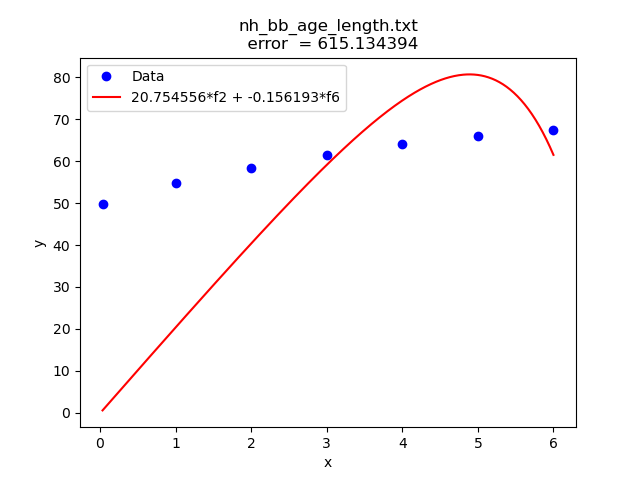 nh_bb_age_length.txt
error = 615.134394
Data
20.754556*f2 + -0.156193*f6
80
70
60
50
40
30
20
10
0
y
0 1 2 3 4 5 6
x